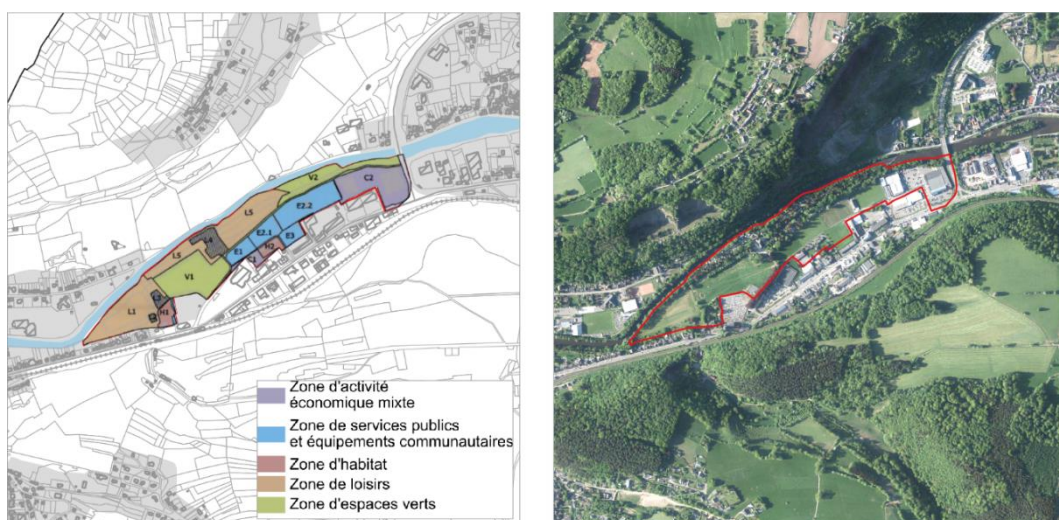 V2
C2
E2.2
L5
E2.1
E3
E1
H2
L5
V1
L1
H1
Zone d'activité
économique mixte
Zone de services publics
et équipements communautaires
Zone d'habitat
Zone de loisirs
Zone d'espaces verts